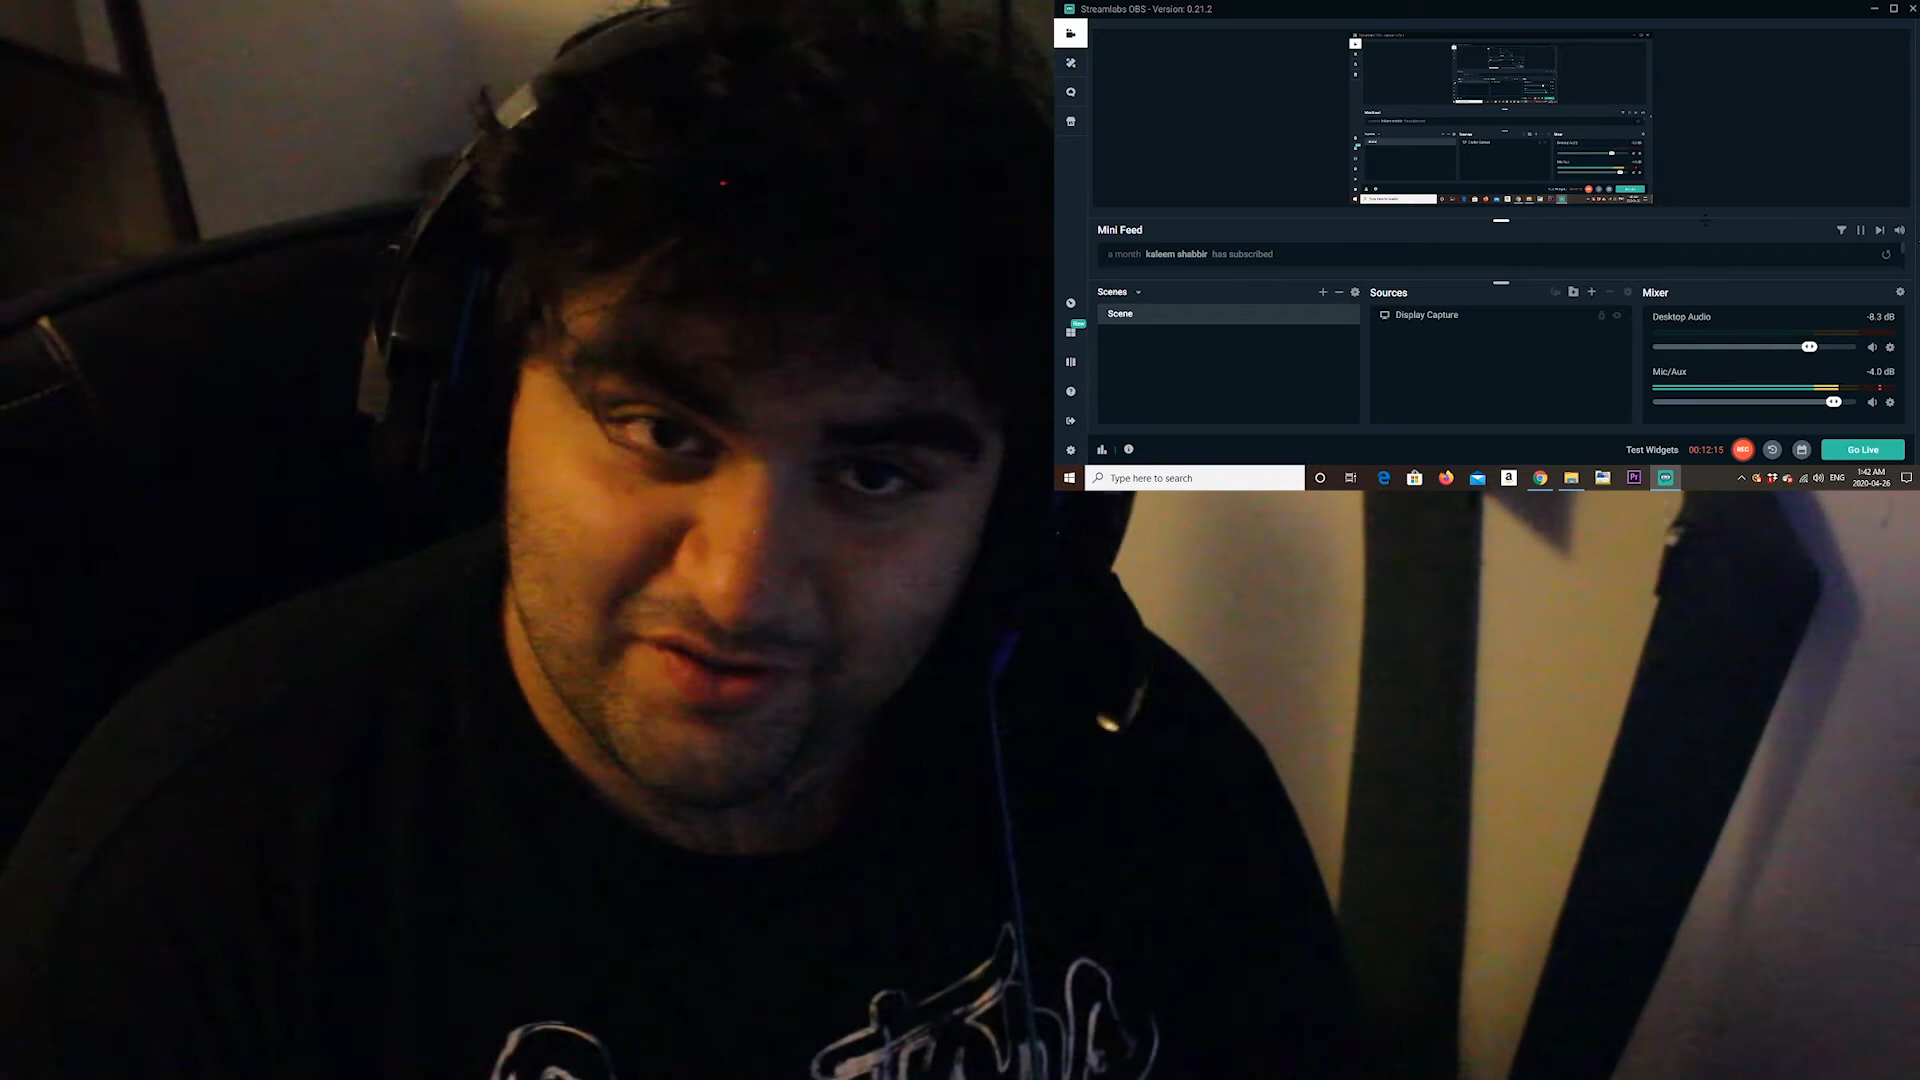 Streamlabs OBS - Version: 0.21.2
Mini Feed
a month kaleem shabbir has subscribed
Scenes
Scene
Sources
Display Capture
Mixer
Desktop Audio -8.3 dB
Mic/Aux -4.0 dB
New
Test Widgets 00:12:15 REC Go Live
Type here to search
a
Pr
ENG
1:42 AM
2020-04-26